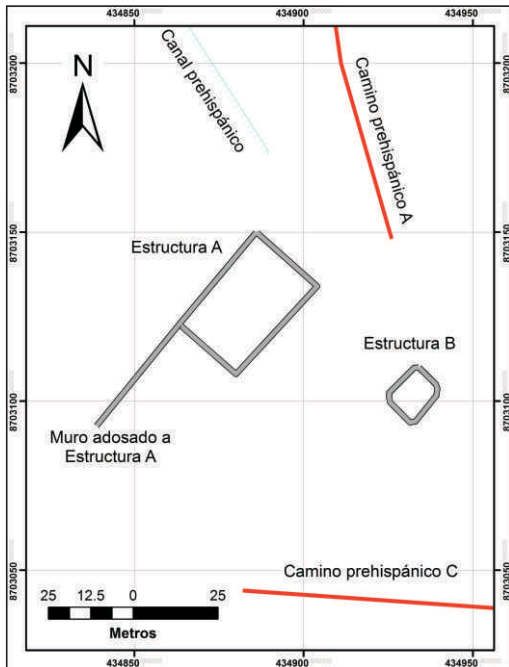 434850 434900 434950
8703200
8703200
N
Canal prehispánico
Camino prehispánico A
8703150
8703150
Estructura A
Estructura B
8703100
8703100
Muro adosado a
Estructura A
8703050
8703050
Camino prehispánico C
25 12.5 0 25
Metros
434850 434900 434950